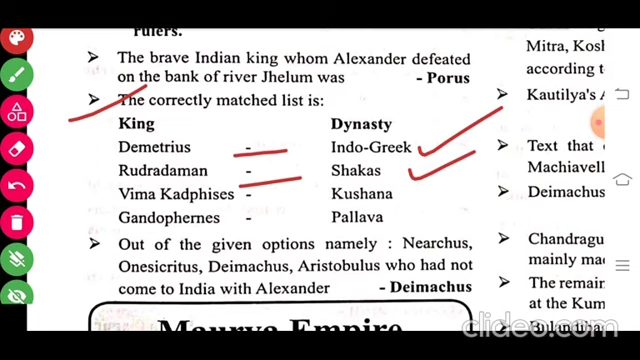 rulers.
The brave Indian king whom Alexander defeated
on the bank of river Jhelum was - Porus
The correctly matched list is:
King Dynasty
Demetrius - Indo-Greek
Rudradaman - Shakas
Vima Kadphises - Kushana
Gandophernes - Pallava
Out of the given options namely : Nearchus,
Onesicritus, Deimachus, Aristobulus who had not
come to India with Alexander - Deimachus
Maurya Empire
Mitra, Kosh
according to
Kautilya's A
Text that
Machiavell
Deimachus
Chandragu
mainly mad
The remain
at the Kum
Bulandiba
clideo.com